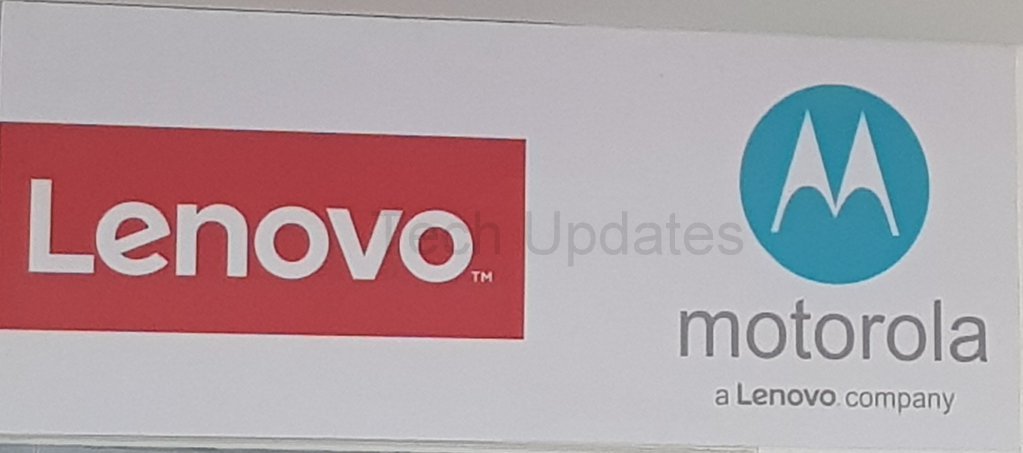 Lenovo™
Tech Updates
motorola
a Lenovo company